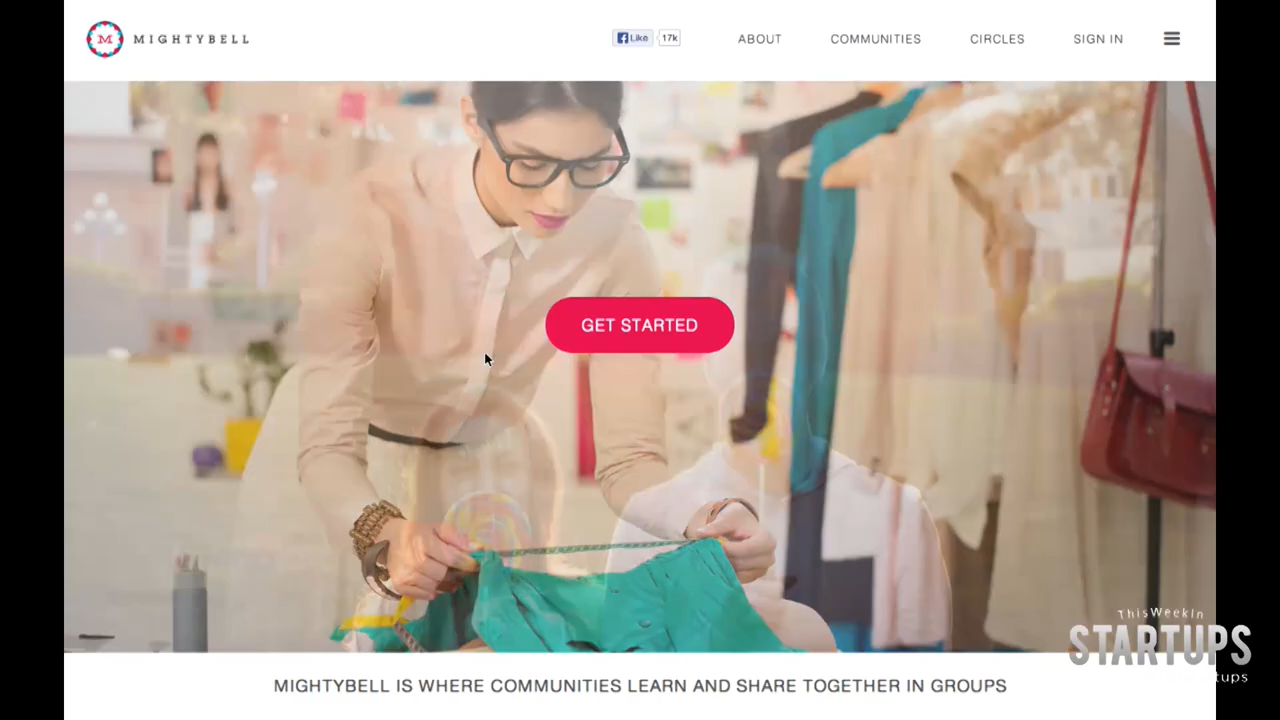 M MIGHTYBELL
Like 17k
ABOUT COMMUNITIES CIRCLES SIGN IN
GET STARTED
ThisWeekIn
STARTUPS
MIGHTYBELL IS WHERE COMMUNITIES LEARN AND SHARE TOGETHER IN GROUPS